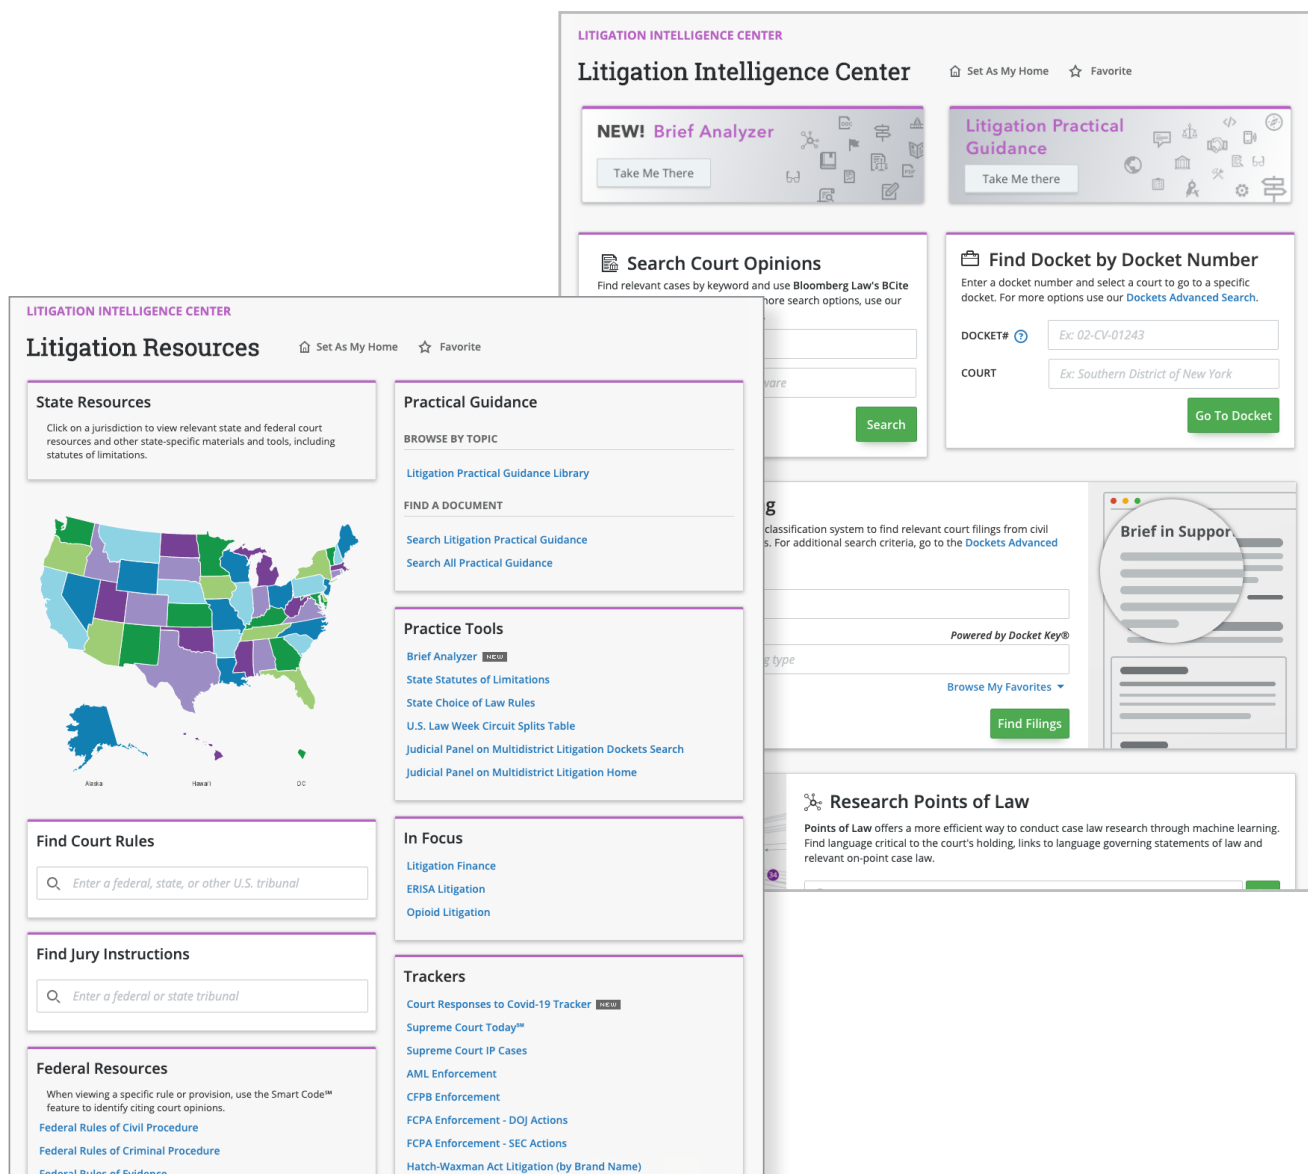 LITIGATION INTELLIGENCE CENTER
Litigation Intelligence Center
Set As My Home
Favorite
NEW! Brief Analyzer
Take Me There
Litigation Practical
Guidance
Take Me there
Search Court Opinions
Find relevant cases by keyword and use Bloomberg Law's BCite
more search options, use our
Search
Find Docket by Docket Number
Enter a docket number and select a court to go to a specific
docket. For more options use our Dockets Advanced Search.
DOCKET# ?
Ex: 02-CV-01243
COURT
Ex: Southern District of New York
Go To Docket
g
classification system to find relevant court filings from civil
s. For additional search criteria, go to the Dockets Advanced
Powered by Docket Key®
g type
Browse My Favorites
Find Filings
Brief in Suppor
34
Research Points of Law
Points of Law offers a more efficient way to conduct case law research through machine learning.
Find language critical to the court's holding, links to language governing statements of law and
relevant on-point case law.
LITIGATION INTELLIGENCE CENTER
Litigation Resources
Set As My Home
Favorite
State Resources
Click on a jurisdiction to view relevant state and federal court
resources and other state-specific materials and tools, including
statutes of limitations.
Alaska
Hawai'i
DC
Find Court Rules
Enter a federal, state, or other U.S. tribunal
Find Jury Instructions
Enter a federal or state tribunal
Federal Resources
When viewing a specific rule or provision, use the Smart Code℠
feature to identify citing court opinions.
Federal Rules of Civil Procedure
Federal Rules of Criminal Procedure
Federal Rules of Evidence
Practical Guidance
BROWSE BY TOPIC
Litigation Practical Guidance Library
FIND A DOCUMENT
Search Litigation Practical Guidance
Search All Practical Guidance
Practice Tools
Brief Analyzer NEW
State Statutes of Limitations
State Choice of Law Rules
U.S. Law Week Circuit Splits Table
Judicial Panel on Multidistrict Litigation Dockets Search
Judicial Panel on Multidistrict Litigation Home
In Focus
Litigation Finance
ERISA Litigation
Opioid Litigation
Trackers
Court Responses to Covid-19 Tracker NEW
Supreme Court Today℠
Supreme Court IP Cases
AML Enforcement
CFPB Enforcement
FCPA Enforcement - DOJ Actions
FCPA Enforcement - SEC Actions
Hatch-Waxman Act Litigation (by Brand Name)